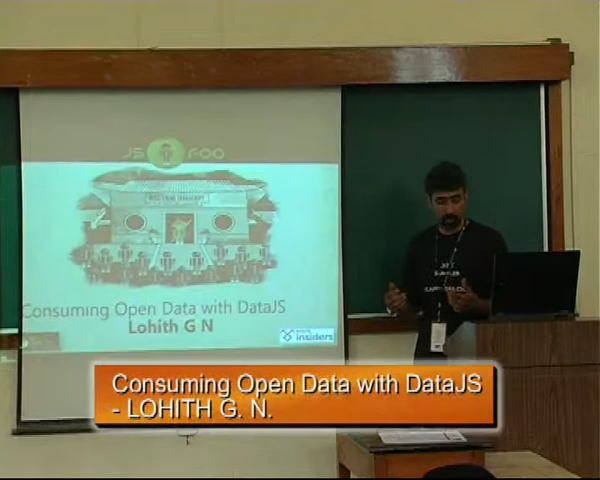 JS FOO
Consuming Open Data with DataJS
Lohith G N
insiders
Consuming Open Data with DataJS
- LOHITH G. N.